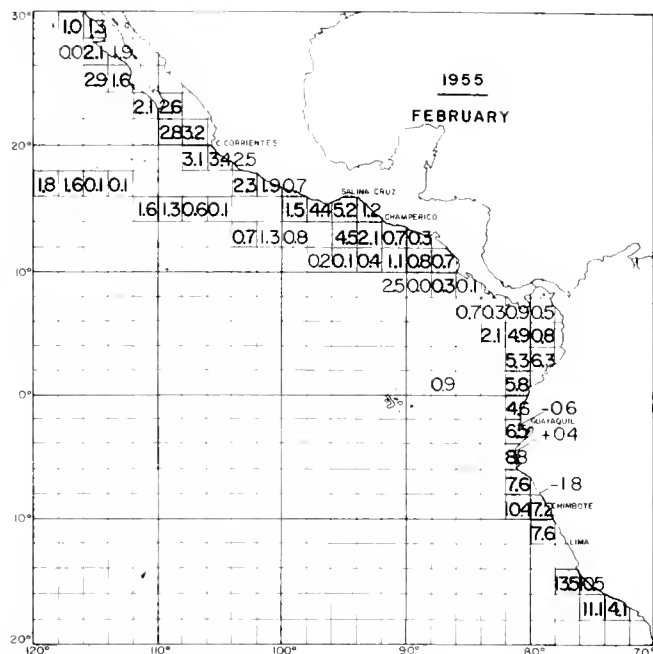 30°
1.0 1.3
0.0 2.1 1.9
1955
2.9 1.6
FEBRUARY
2.1 2.6
2.8 3.2
20°
C. CORRIENTES
3.1 3.4 2.5
1.8 1.6 0.1 0.1
2.3 1.9 0.7
SALINA CRUZ
1.6 1.3 0.6 0.1
1.5 4.4 5.2 1.2
CHAMPERICO
0.7 1.3 0.8
4.5 2.1 0.7 0.3
0.2 0.1 0.4 1.1 0.8 0.7
10°
2.5 0.0 0.3 0.1
0.7 0.3 0.9 0.5
2.1 4.9 0.8
5.3 6.3
0.9
5.8
0°
4.6 -0.6
GUAYAQUIL
6.5 +0.4
8.8
7.6 -1.8
10.4 7.2 CHIMBOTE
10°
7.6 LIMA
13.5 10.5
11.1 4.1
20°
120° 110° 100° 90° 80° 70°